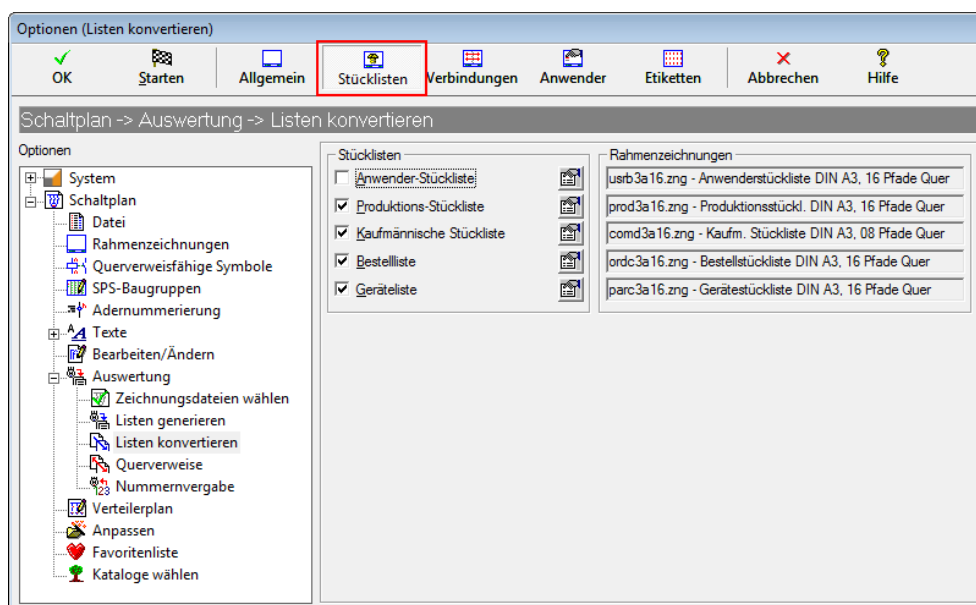 Optionen (Listen konvertieren)
OK Starten Allgemein Stücklisten Verbindungen Anwender Etiketten Abbrechen Hilfe
Schaltplan -> Auswertung -> Listen konvertieren
Optionen
System
Schaltplan
Datei
Rahmenzeichnungen
Querverweisfähige Symbole
SPS-Baugruppen
Adernummerierung
Texte
Bearbeiten/Ändern
Auswertung
Zeichnungsdateien wählen
Listen generieren
Listen konvertieren
Querverweise
Nummernvergabe
Verteilerplan
Anpassen
Favoritenliste
Kataloge wählen
Stücklisten
Anwender-Stückliste
Produktions-Stückliste
Kaufmännische Stückliste
Bestellliste
Geräteliste
Rahmenzeichnungen
usrb3a16.zng - Anwenderstückliste DIN A3, 16 Pfade Quer
prod3a16.zng - Produktionsstückl. DIN A3, 16 Pfade Quer
comd3a16.zng - Kaufm. Stückliste DIN A3, 08 Pfade Quer
ordc3a16.zng - Bestellstückliste DIN A3, 16 Pfade Quer
parc3a16.zng - Gerätestückliste DIN A3, 16 Pfade Quer